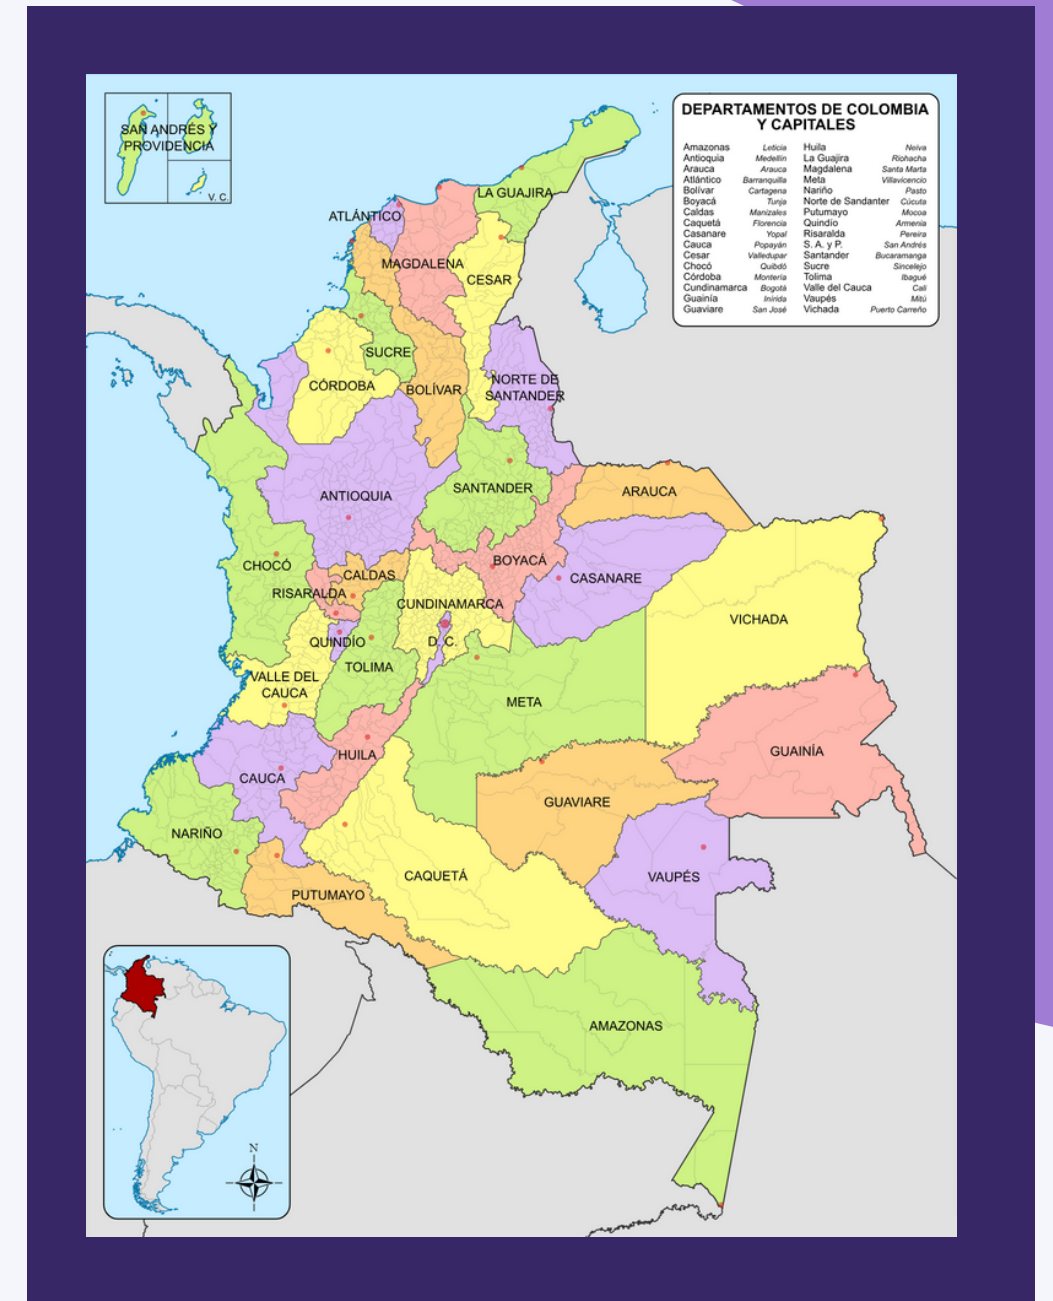 SAN ANDRÉS Y
PROVIDENCIA
V. C.
DEPARTAMENTOS DE COLOMBIA
Y CAPITALES
Amazonas Leticia Huila Neiva
Antioquia Medellín La Guajira Riohacha
Arauca Arauca Magdalena Santa Marta
Atlántico Barranquilla Meta Villavicencio
Bolívar Cartagena Nariño Pasto
Boyacá Tunja Norte de Sandanter Cúcuta
Caldas Manizales Putumayo Mocoa
Caquetá Florencia Quindío Armenia
Casanare Yopal Risaralda Pereira
Cauca Popayán S. A. y P. San Andrés
Cesar Valledupar Santander Bucaramanga
Chocó Quibdó Sucre Sincelejo
Córdoba Montería Tolima Ibagué
Cundinamarca Bogotá Valle del Cauca Cali
Guainía Inírida Vaupés Mitú
Guaviare San José Vichada Puerto Carreño
LA GUAJIRA
ATLÁNTICO
MAGDALENA
CESAR
SUCRE
CÓRDOBA
BOLÍVAR
NORTE DE
SANTANDER
ANTIOQUIA
SANTANDER
ARAUCA
CHOCÓ
CALDAS
BOYACÁ
CASANARE
RISARALDA
CUNDINAMARCA
VICHADA
QUINDÍO
D. C.
TOLIMA
VALLE DEL
CAUCA
META
HUILA
GUAINÍA
CAUCA
GUAVIARE
NARIÑO
CAQUETÁ
VAUPÉS
PUTUMAYO
AMAZONAS
N